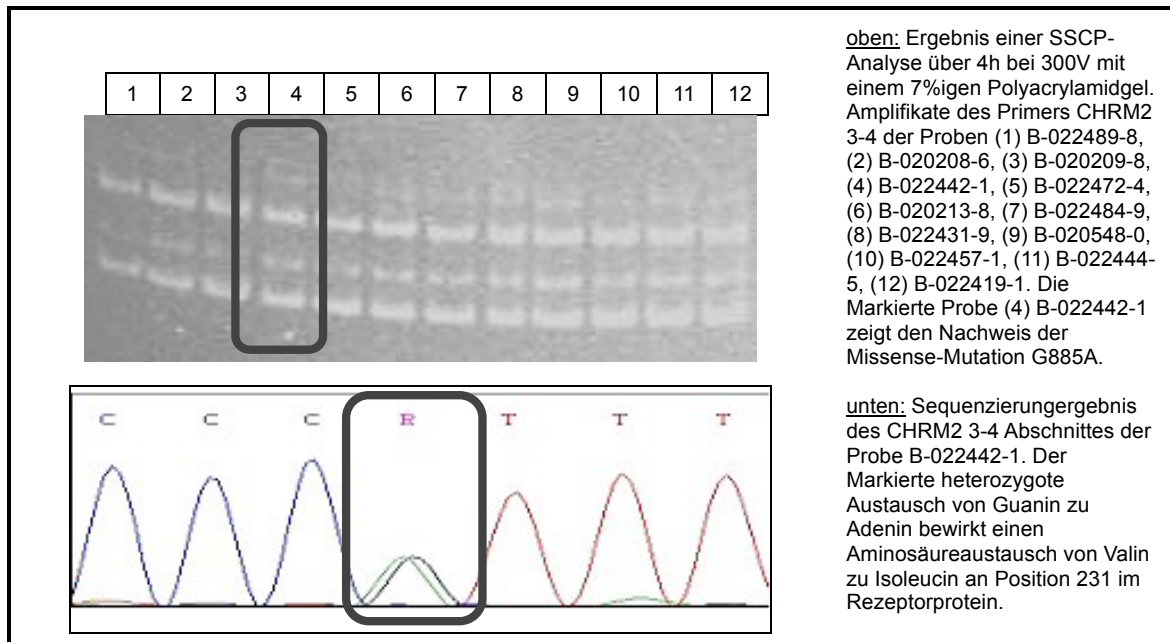 1 2 3 4 5 6 7 8 9 10 11 12
C C C R T T T
oben: Ergebnis einer SSCP-
Analyse über 4h bei 300V mit
einem 7%igen Polyacrylamidgel.
Amplifikate des Primers CHRM2
3-4 der Proben (1) B-022489-8,
(2) B-020208-6, (3) B-020209-8,
(4) B-022442-1, (5) B-022472-4,
(6) B-020213-8, (7) B-022484-9,
(8) B-022431-9, (9) B-020548-0,
(10) B-022457-1, (11) B-022444-
5, (12) B-022419-1. Die
Markierte Probe (4) B-022442-1
zeigt den Nachweis der
Missense-Mutation G885A.
unten: Sequenzierungergebnis
des CHRM2 3-4 Abschnittes der
Probe B-022442-1. Der
Markierte heterozygote
Austausch von Guanin zu
Adenin bewirkt einen
Aminosäureaustausch von Valin
zu Isoleucin an Position 231 im
Rezeptorprotein.